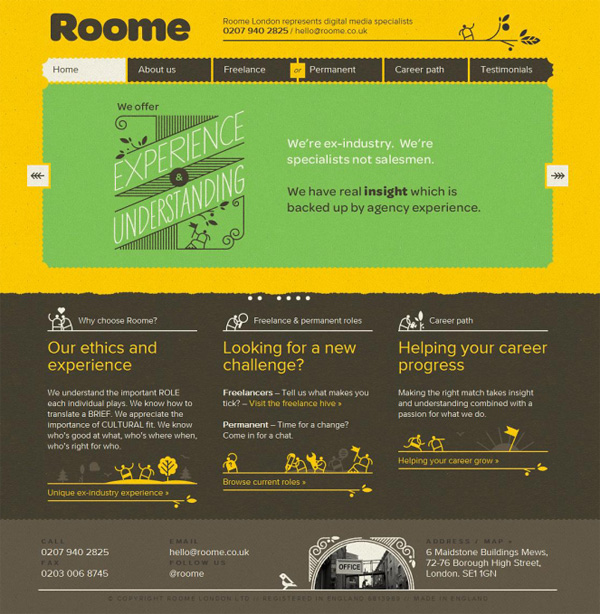 Roome
Roome London represents digital media specialists
0207 940 2825 / hello@roome.co.uk
Home
About us
Freelance
or
Permanent
Career path
Testimonials
We offer
EXPERIENCE
&
UNDERSTANDING
We're ex-industry. We're
specialists not salesmen.
We have real insight which is
backed up by agency experience.
Why choose Roome?
Our ethics and
experience
We understand the important ROLE
each individual plays. We know how to
translate a BRIEF. We appreciate the
importance of CULTURAL fit. We know
who's good at what, who's where when,
who's right for who.
Unique ex-industry experience »
Freelance & permanent roles
Looking for a new
challenge?
Freelancers – Tell us what makes you
tick? – Visit the freelance hive »
Permanent – Time for a change?
Come in for a chat.
Browse current roles »
Career path
Helping your career
progress
Making the right match takes insight
and understanding combined with a
passion for what we do.
Helping your career grow »
CALL
0207 940 2825
FAX
0203 006 8745
EMAIL
hello@roome.co.uk
FOLLOW US
@roome
OFFICE
ADDRESS / MAP »
6 Maidstone Buildings Mews,
72-76 Borough High Street,
London. SE1 1GN
© COPYRIGHT ROOME LONDON LTD // REGISTERED IN ENGLAND // MADE IN ENGLAND